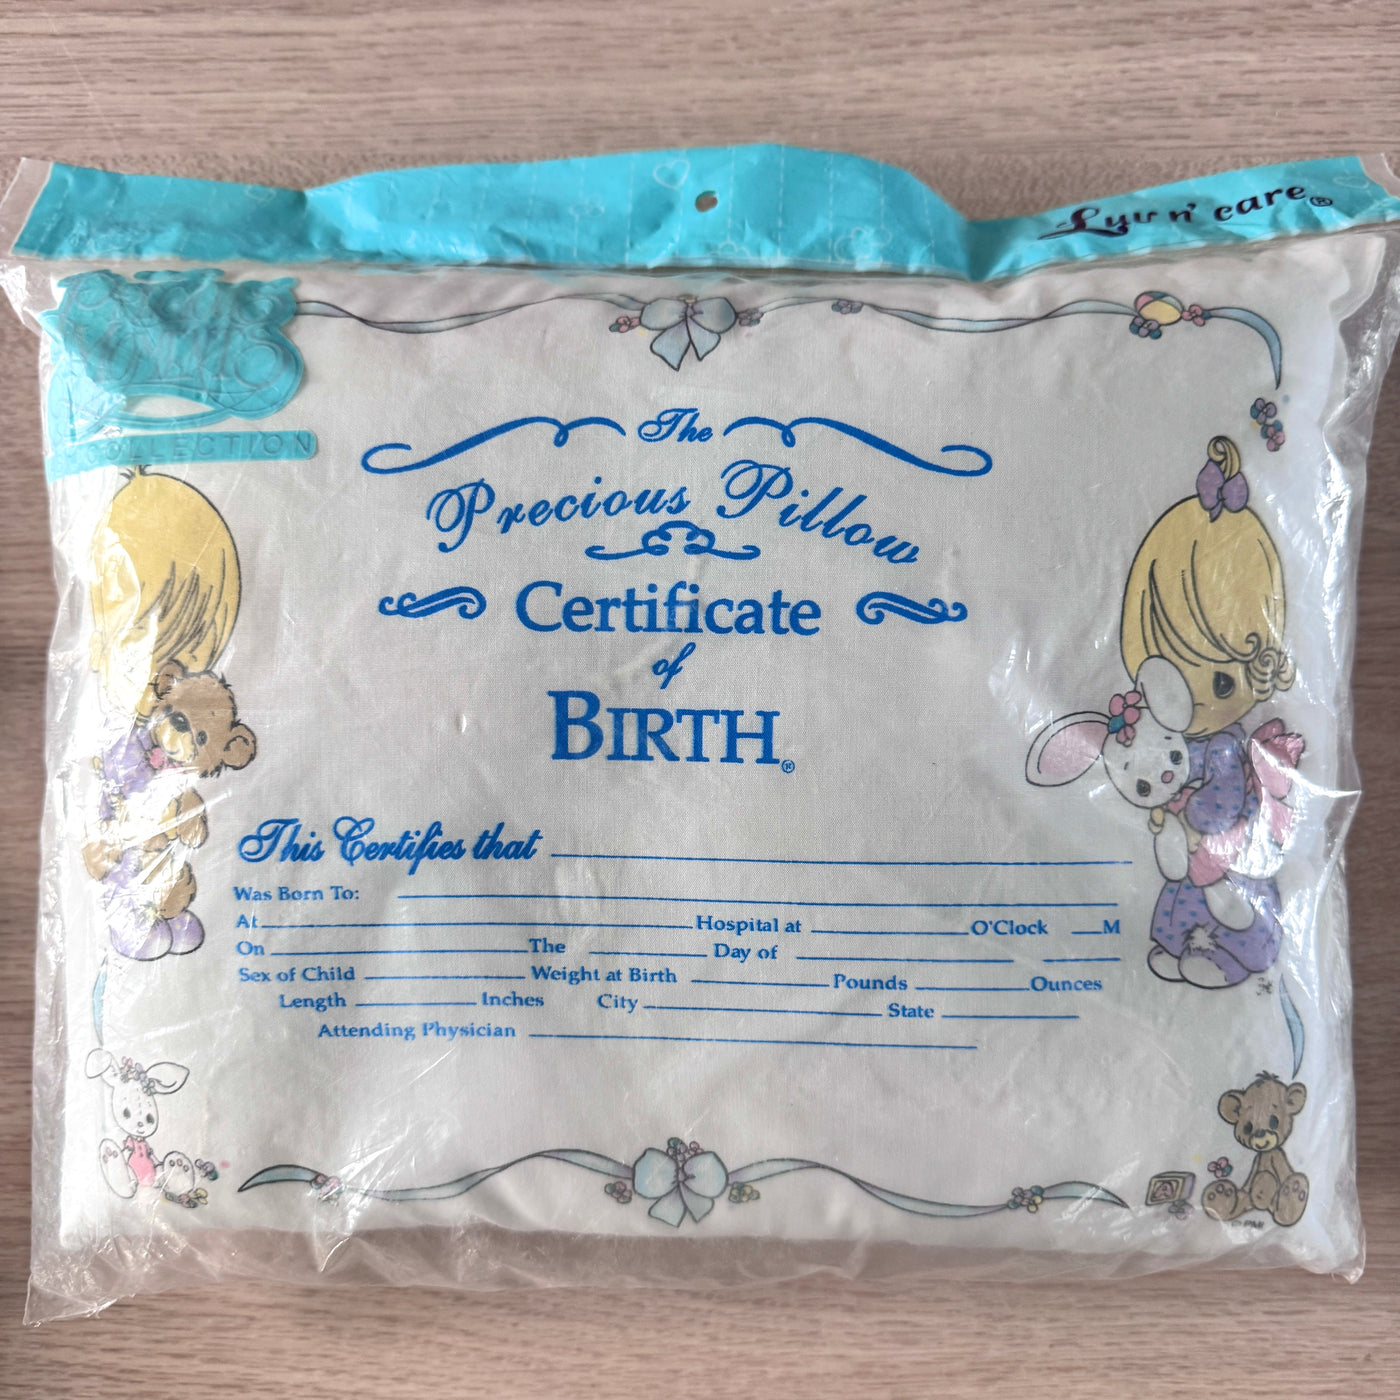 Luv n' care®
COLLECTION
The
Precious Pillow
Certificate
of
BIRTH®
This Certifies that
Was Born To:
At Hospital at O'Clock M
On The Day of
Sex of Child Weight at Birth Pounds Ounces
Length Inches City State
Attending Physician